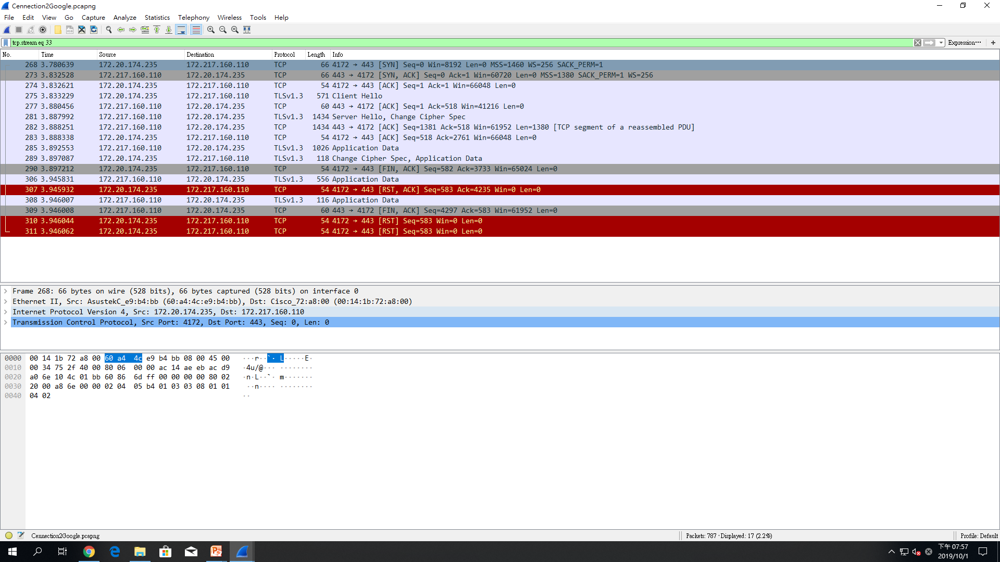 Cennection2Google.pcapng
File Edit View Go Capture Analyze Statistics Telephony Wireless Tools Help
tcp.stream eq 33 Expression⋯ +
No. Time Source Destination Protocol Length Info
268 3.780639 172.20.174.235 172.217.160.110 TCP 66 4172 → 443 [SYN] Seq=0 Win=8192 Len=0 MSS=1460 WS=256 SACK_PERM=1
273 3.832528 172.217.160.110 172.20.174.235 TCP 66 443 → 4172 [SYN, ACK] Seq=0 Ack=1 Win=60720 Len=0 MSS=1380 SACK_PERM=1 WS=256
274 3.832621 172.20.174.235 172.217.160.110 TCP 54 4172 → 443 [ACK] Seq=1 Ack=1 Win=66048 Len=0
275 3.833229 172.20.174.235 172.217.160.110 TLSv1.3 571 Client Hello
277 3.880456 172.217.160.110 172.20.174.235 TCP 60 443 → 4172 [ACK] Seq=1 Ack=518 Win=41216 Len=0
281 3.887992 172.217.160.110 172.20.174.235 TLSv1.3 1434 Server Hello, Change Cipher Spec
282 3.888251 172.217.160.110 172.20.174.235 TCP 1434 443 → 4172 [ACK] Seq=1381 Ack=518 Win=61952 Len=1380 [TCP segment of a reassembled PDU]
283 3.888338 172.20.174.235 172.217.160.110 TCP 54 4172 → 443 [ACK] Seq=518 Ack=2761 Win=66048 Len=0
285 3.892553 172.217.160.110 172.20.174.235 TLSv1.3 1026 Application Data
289 3.897087 172.20.174.235 172.217.160.110 TLSv1.3 118 Change Cipher Spec, Application Data
290 3.897212 172.20.174.235 172.217.160.110 TCP 54 4172 → 443 [FIN, ACK] Seq=582 Ack=3733 Win=65024 Len=0
306 3.945831 172.217.160.110 172.20.174.235 TLSv1.3 556 Application Data
307 3.945932 172.20.174.235 172.217.160.110 TCP 54 4172 → 443 [RST, ACK] Seq=583 Ack=4235 Win=0 Len=0
308 3.946007 172.217.160.110 172.20.174.235 TLSv1.3 116 Application Data
309 3.946008 172.217.160.110 172.20.174.235 TCP 60 443 → 4172 [FIN, ACK] Seq=4297 Ack=583 Win=61952 Len=0
310 3.946044 172.20.174.235 172.217.160.110 TCP 54 4172 → 443 [RST] Seq=583 Win=0 Len=0
311 3.946062 172.20.174.235 172.217.160.110 TCP 54 4172 → 443 [RST] Seq=583 Win=0 Len=0
Frame 268: 66 bytes on wire (528 bits), 66 bytes captured (528 bits) on interface 0
Ethernet II, Src: AsustekC_e9:b4:bb (60:a4:4c:e9:b4:bb), Dst: Cisco_72:a8:00 (00:14:1b:72:a8:00)
Internet Protocol Version 4, Src: 172.20.174.235, Dst: 172.217.160.110
Transmission Control Protocol, Src Port: 4172, Dst Port: 443, Seq: 0, Len: 0
0000 00 14 1b 72 a8 00 60 a4 4c e9 b4 bb 08 00 45 00 ···r··`· L·····E·
0010 00 34 75 2f 40 00 80 06 00 00 ac 14 ae eb ac d9 ·4u/@··· ········
0020 a0 6e 10 4c 01 bb 60 86 6d ff 00 00 00 00 80 02 ·n·L··`· m·······
0030 20 00 a8 6e 00 00 02 04 05 b4 01 03 03 08 01 01  ··n···· ········
0040 04 02 ··
Cennection2Google.pcapng Packets: 787 · Displayed: 17 (2.2%) Profile: Default
下午 07:57
2019/10/1